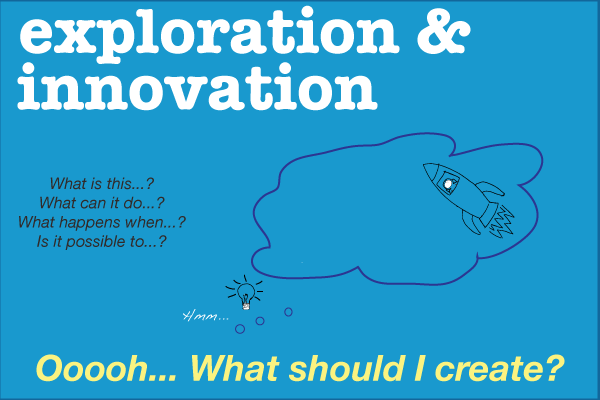 exploration &
innovation
What is this...?
What can it do...?
What happens when...?
Is it possible to...?
Hmm...
Ooooh... What should I create?